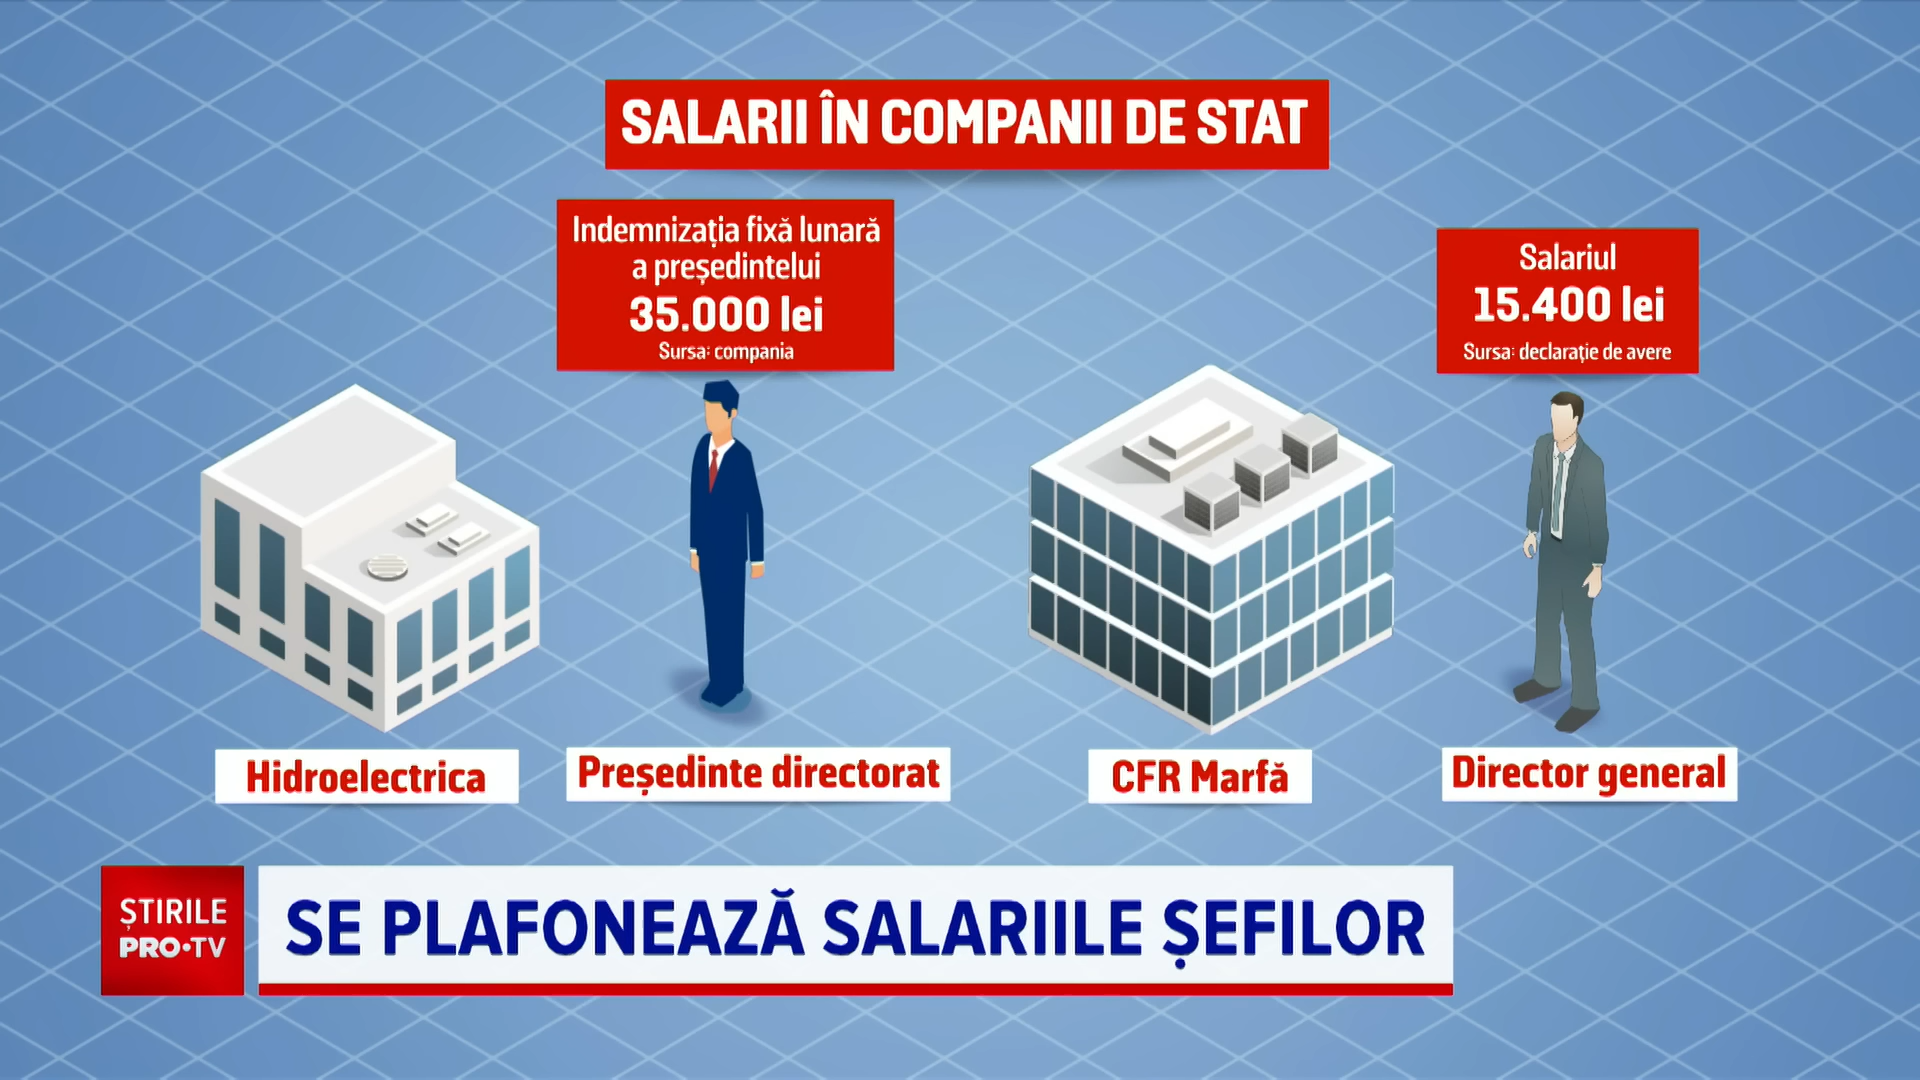 SALARII ÎN COMPANII DE STAT
Indemnizația fixă lunară
a președintelui
35.000 lei
Sursa: compania
Salariul
15.400 lei
Sursa: declarație de avere
Hidroelectrica
Președinte directorat
CFR Marfă
Director general
ȘTIRILE
PRO•TV
SE PLAFONEAZĂ SALARIILE ȘEFILOR